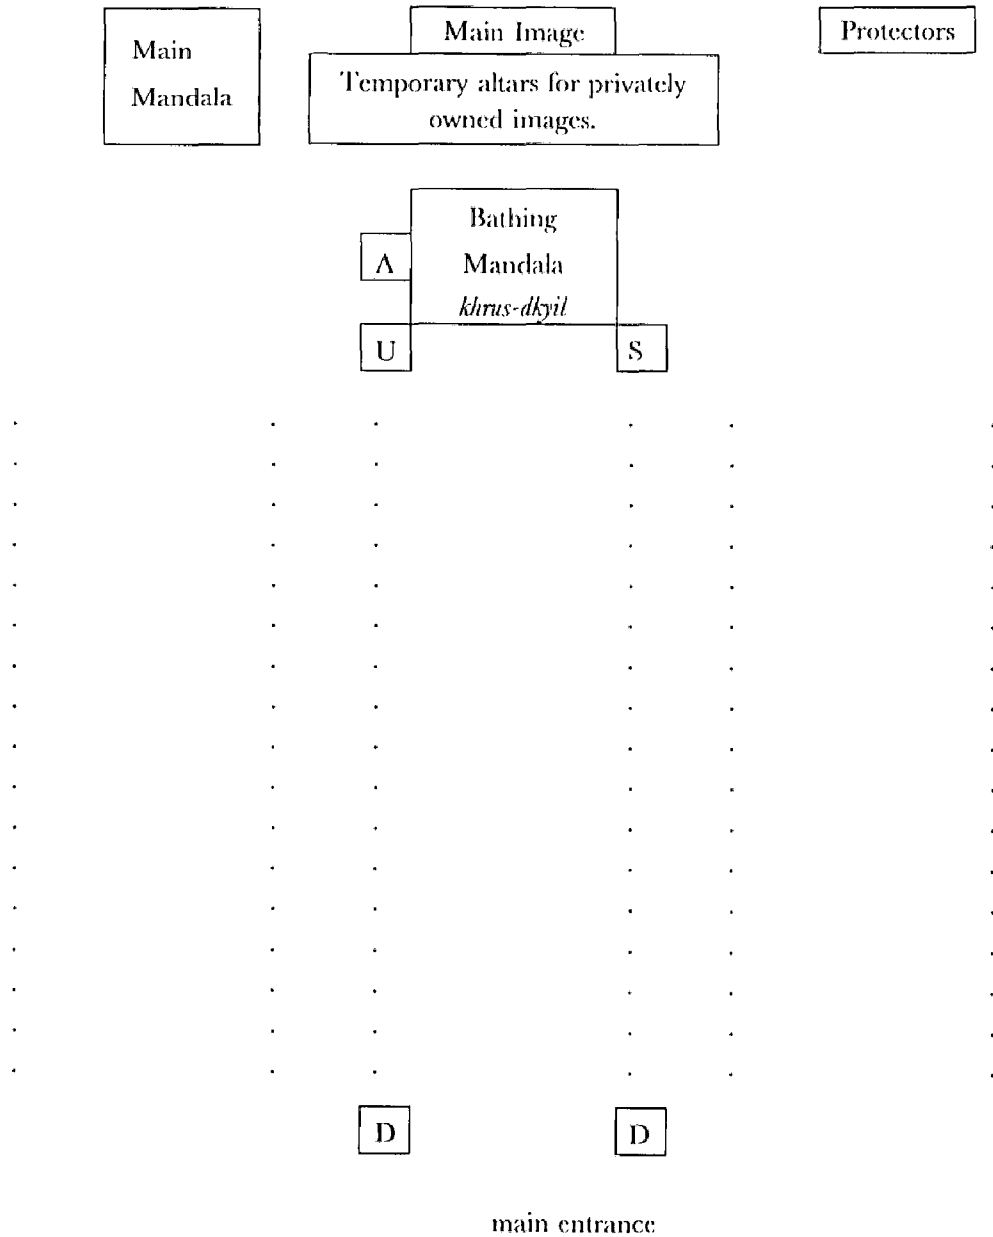 Main
Mandala
Main Image
Temporary altars for privately
owned images.
Protectors
Bathing
Mandala
khrus-dkyil
A
U
S
D
D
main entrance